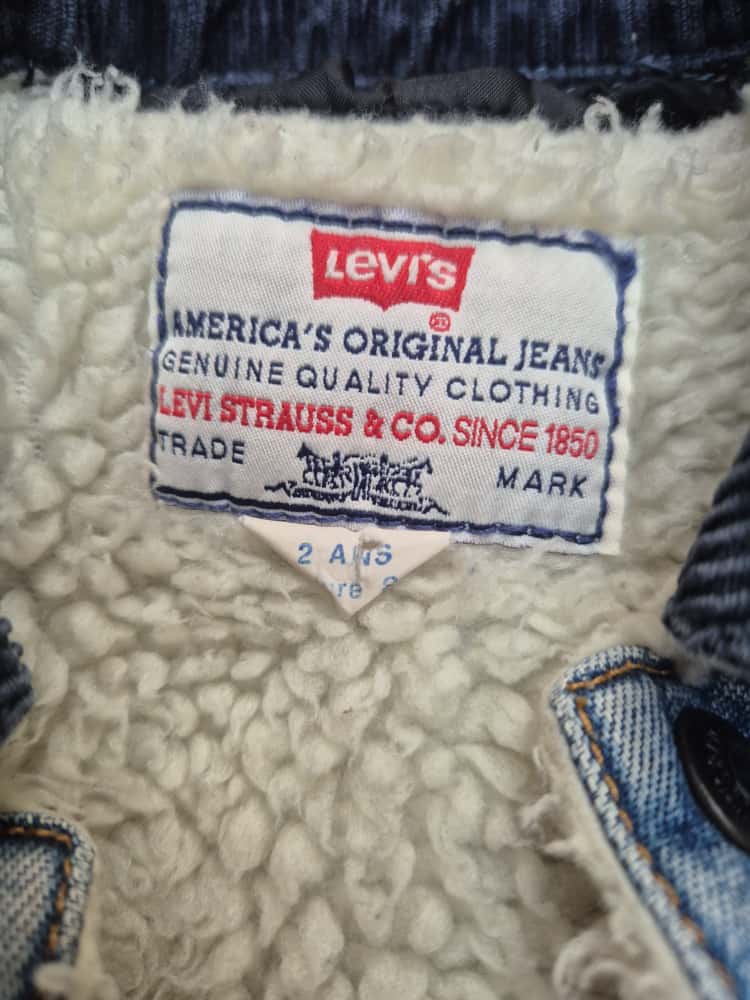 Levi's
®
AMERICA'S ORIGINAL JEANS
GENUINE QUALITY CLOTHING
LEVI STRAUSS & CO. SINCE 1850
TRADE MARK
2 ANS